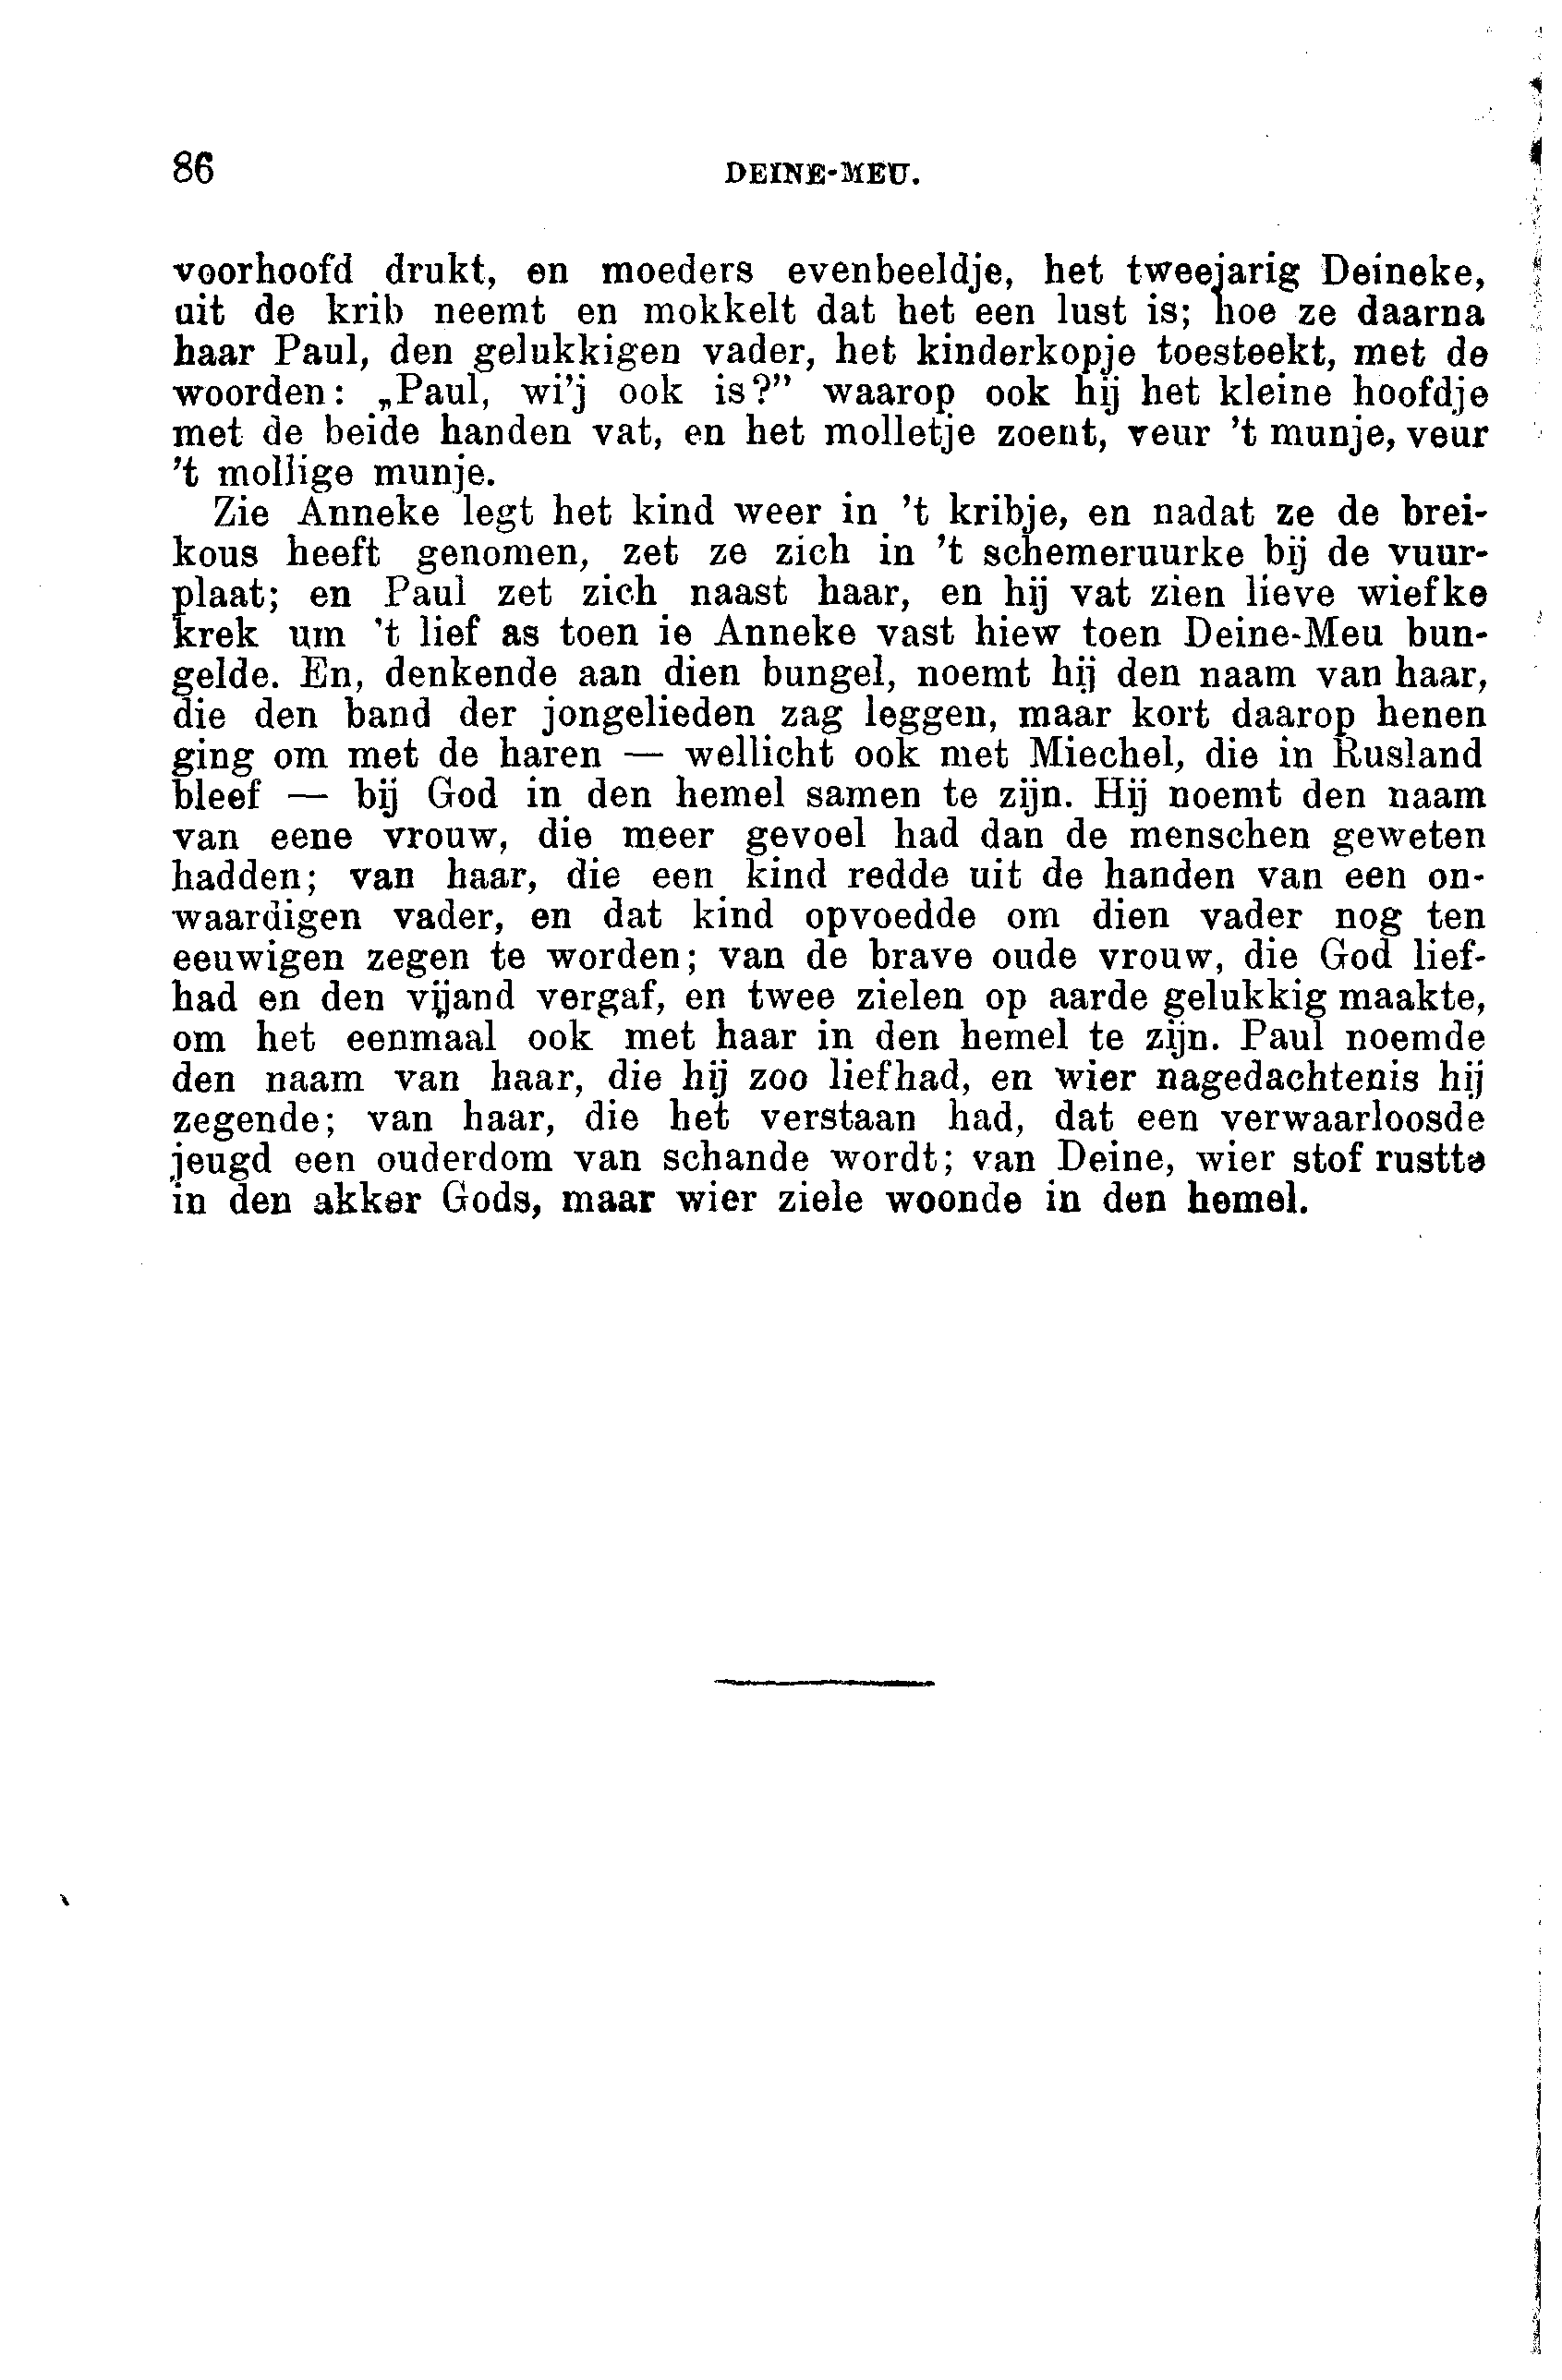 86
DEINE-MEU.
voorhoofd drukt, en moeders evenbeeldje, het tweejarig Deineke,
uit de krib neemt en mokkelt dat het een lust is; hoe ze daarna
haar Paul, den gelukkigen vader, het kinderkopje toesteekt, met de
woorden: „Paul, wi'j ook is?” waarop ook hij het kleine hoofdje
met de beide handen vat, en het molletje zoent, veur 't munje, veur
't mollige munje.
Zie Anneke legt het kind weer in 't kribje, en nadat ze de brei-
kous heeft genomen, zet ze zich in 't schemeruurke bij de vuur-
plaat; en Paul zet zich naast haar, en hij vat zien lieve wiefke
krek um 't lief as toen ie Anneke vast hiew toen Deine-Meu bun-
gelde. En, denkende aan dien bungel, noemt hij den naam van haar,
die den band der jongelieden zag leggen, maar kort daarop henen
ging om met de haren — wellicht ook met Miechel, die in Rusland
bleef — bij God in den hemel samen te zijn. Hij noemt den naam
van eene vrouw, die meer gevoel had dan de menschen geweten
hadden; van haar, die een kind redde uit de handen van een on-
waardigen vader, en dat kind opvoedde om dien vader nog ten
eeuwigen zegen te worden; van de brave oude vrouw, die God lief-
had en den vijand vergaf, en twee zielen op aarde gelukkig maakte,
om het eenmaal ook met haar in den hemel te zijn. Paul noemde
den naam van haar, die hij zoo liefhad, en wier nagedachtenis hij
zegende; van haar, die het verstaan had, dat een verwaarloosde
jeugd een ouderdom van schande wordt; van Deine, wier stof rustte
in den akker Gods, maar wier ziele woonde in den hemel.